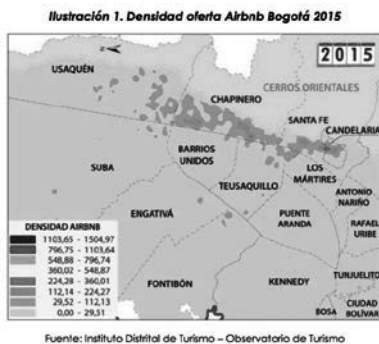 Ilustración 1. Densidad oferta Airbnb Bogotá 2015
2015
USAQUÉN
CERROS ORIENTALES
CHAPINERO
SANTA FE
CANDELARIA
BARRIOS
UNIDOS
SUBA
LOS
MÁRTIRES
TEUSAQUILLO
ANTONIO
NARIÑO
ENGATIVÁ
PUENTE
ARANDA
RAFAEL
URIBE
DENSIDAD AIRBNB
1103,65 - 1504,97
796,75 - 1103,64
548,88 - 796,74
360,02 - 548,87
224,28 - 360,01
112,14 - 224,27
29,52 - 112,13
0,00 - 29,51
FONTIBÓN
KENNEDY
TUNJUELITO
BOSA
CIUDAD
BOLÍVAR
Fuente: Instituto Distrital de Turismo – Observatorio de Turismo